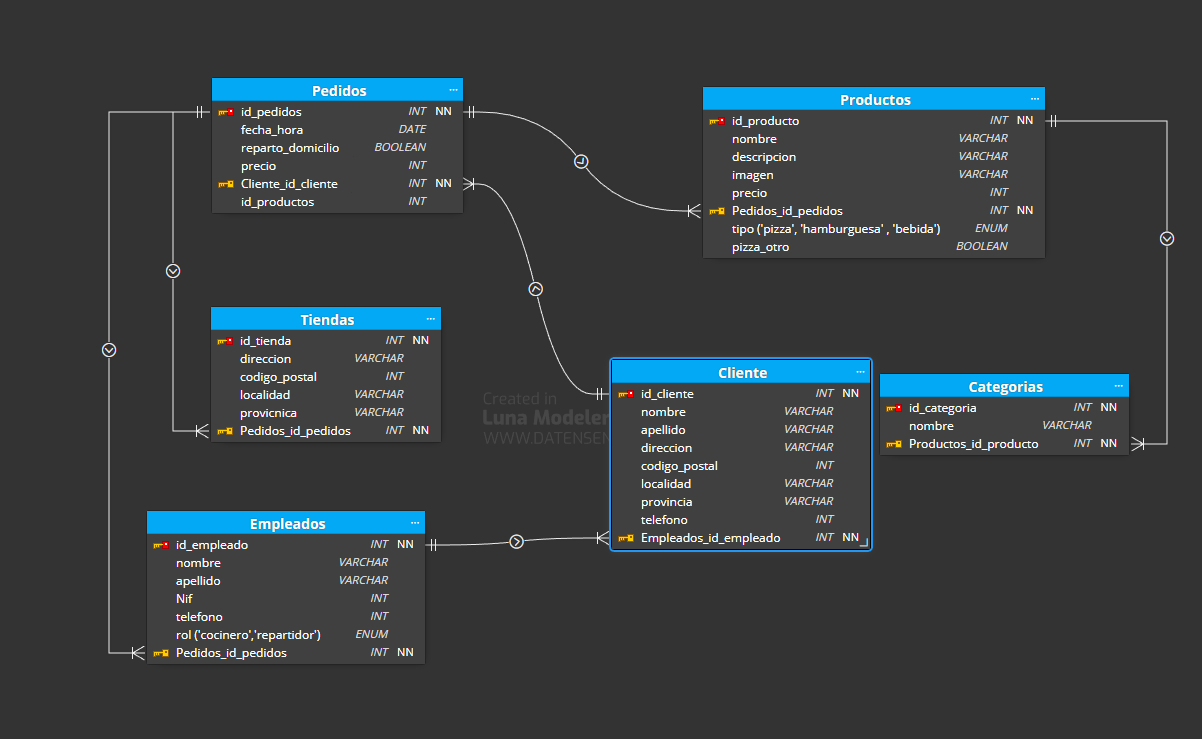 Pedidos ...
id_pedidos INT NN
fecha_hora DATE
reparto_domicilio BOOLEAN
precio INT
Cliente_id_cliente INT NN
id_productos INT
Productos ...
id_producto INT NN
nombre VARCHAR
descripcion VARCHAR
imagen VARCHAR
precio INT
Pedidos_id_pedidos INT NN
tipo ('pizza', 'hamburguesa' , 'bebida') ENUM
pizza_otro BOOLEAN
Tiendas ...
id_tienda INT NN
direccion VARCHAR
codigo_postal INT
localidad VARCHAR
provicnica VARCHAR
Pedidos_id_pedidos INT NN
Created in
Luna Modeler
WWW.DATENSEN
Cliente ...
id_cliente INT NN
nombre VARCHAR
apellido VARCHAR
direccion VARCHAR
codigo_postal INT
localidad VARCHAR
provincia VARCHAR
telefono INT
Empleados_id_empleado INT NN
Categorias ...
id_categoria INT NN
nombre VARCHAR
Productos_id_producto INT NN
Empleados ...
id_empleado INT NN
nombre VARCHAR
apellido VARCHAR
Nif INT
telefono INT
rol ('cocinero','repartidor') ENUM
Pedidos_id_pedidos INT NN